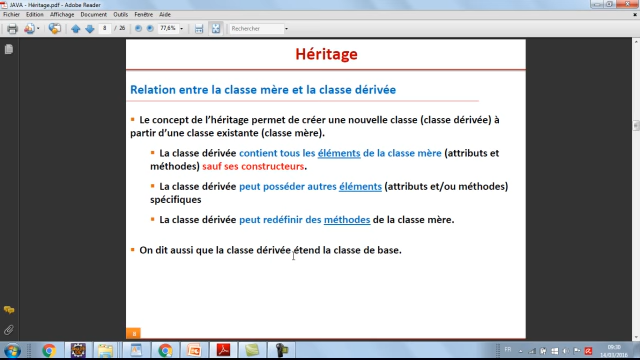 JAVA - Héritage.pdf - Adobe Reader
Fichier Edition Affichage Document Outils Fenêtre Aide
8 / 26 77,6% Rechercher
Héritage
Relation entre la classe mère et la classe dérivée
Le concept de l'héritage permet de créer une nouvelle classe (classe dérivée) à
partir d'une classe existante (classe mère).
La classe dérivée contient tous les éléments de la classe mère (attributs et
méthodes) sauf ses constructeurs.
La classe dérivée peut posséder autres éléments (attributs et/ou méthodes)
spécifiques
La classe dérivée peut redéfinir des méthodes de la classe mère.
On dit aussi que la classe dérivée étend la classe de base.
8
FR
09:30
14/03/2016